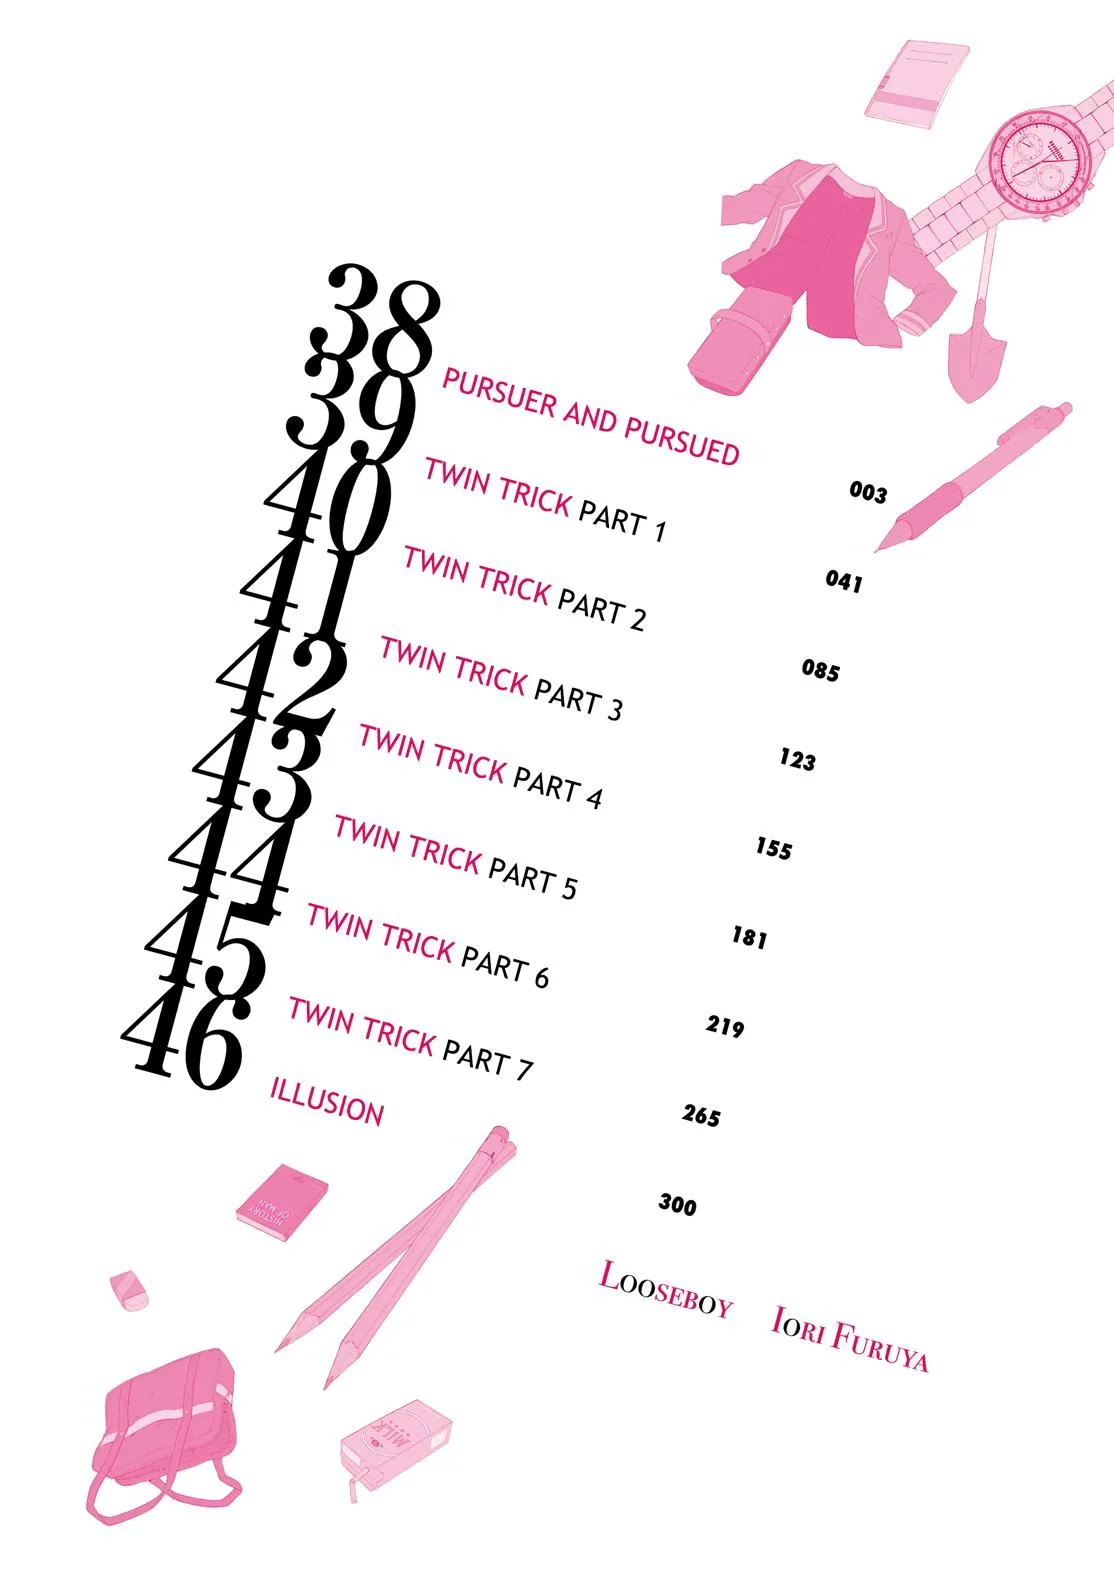 38 PURSUER AND PURSUED 003
39 TWIN TRICK PART 1 041
40 TWIN TRICK PART 2 085
41 TWIN TRICK PART 3 123
42 TWIN TRICK PART 4 155
43 TWIN TRICK PART 5 181
44 TWIN TRICK PART 6 219
45 TWIN TRICK PART 7 265
46 ILLUSION 300
HISTORY
OF MAN
LOOSEBOY IORI FURUYA
MILK